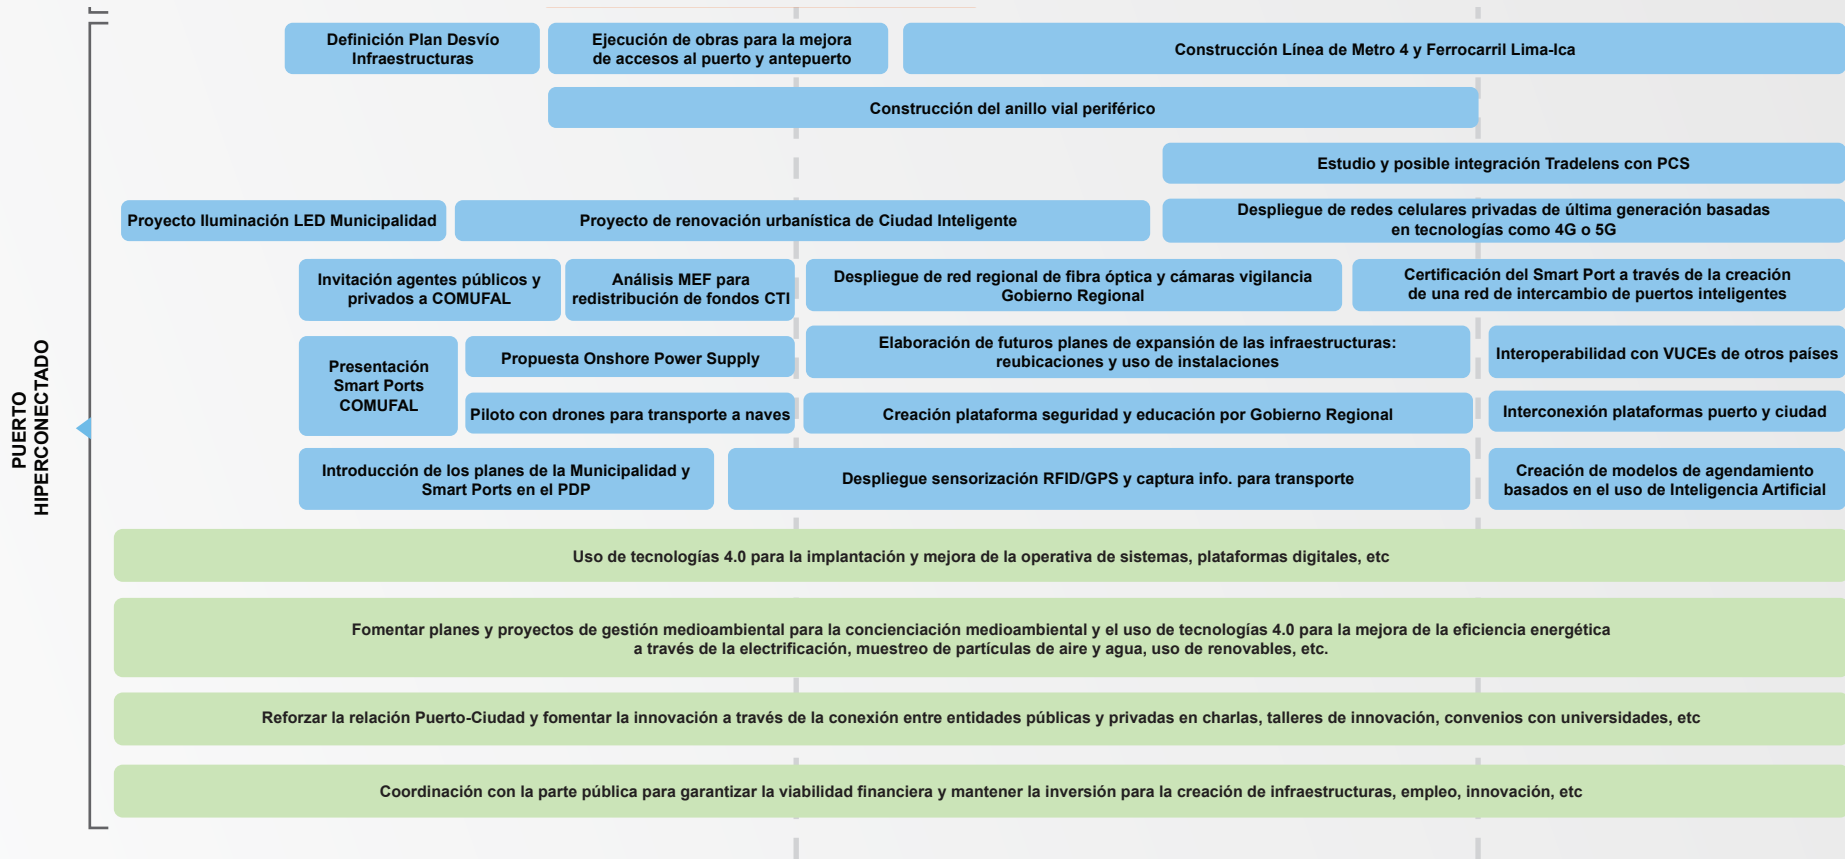 PUERTO
HIPERCONECTADO
Definición Plan Desvío
Infraestructuras
Ejecución de obras para la mejora
de accesos al puerto y antepuerto
Construcción Línea de Metro 4 y Ferrocarril Lima-Ica
Construcción del anillo vial periférico
Estudio y posible integración Tradelens con PCS
Proyecto Iluminación LED Municipalidad
Proyecto de renovación urbanística de Ciudad Inteligente
Despliegue de redes celulares privadas de última generación basadas
en tecnologías como 4G o 5G
Invitación agentes públicos y
privados a COMUFAL
Análisis MEF para
redistribución de fondos CTI
Despliegue de red regional de fibra óptica y cámaras vigilancia
Gobierno Regional
Certificación del Smart Port a través de la creación
de una red de intercambio de puertos inteligentes
Presentación
Smart Ports
COMUFAL
Propuesta Onshore Power Supply
Elaboración de futuros planes de expansión de las infraestructuras:
reubicaciones y uso de instalaciones
Interoperabilidad con VUCEs de otros países
Piloto con drones para transporte a naves
Creación plataforma seguridad y educación por Gobierno Regional
Interconexión plataformas puerto y ciudad
Introducción de los planes de la Municipalidad y
Smart Ports en el PDP
Despliegue sensorización RFID/GPS y captura info. para transporte
Creación de modelos de agendamiento
basados en el uso de Inteligencia Artificial
Uso de tecnologías 4.0 para la implantación y mejora de la operativa de sistemas, plataformas digitales, etc
Fomentar planes y proyectos de gestión medioambiental para la concienciación medioambiental y el uso de tecnologías 4.0 para la mejora de la eficiencia energética
a través de la electrificación, muestreo de partículas de aire y agua, uso de renovables, etc.
Reforzar la relación Puerto-Ciudad y fomentar la innovación a través de la conexión entre entidades públicas y privadas en charlas, talleres de innovación, convenios con universidades, etc
Coordinación con la parte pública para garantizar la viabilidad financiera y mantener la inversión para la creación de infraestructuras, empleo, innovación, etc